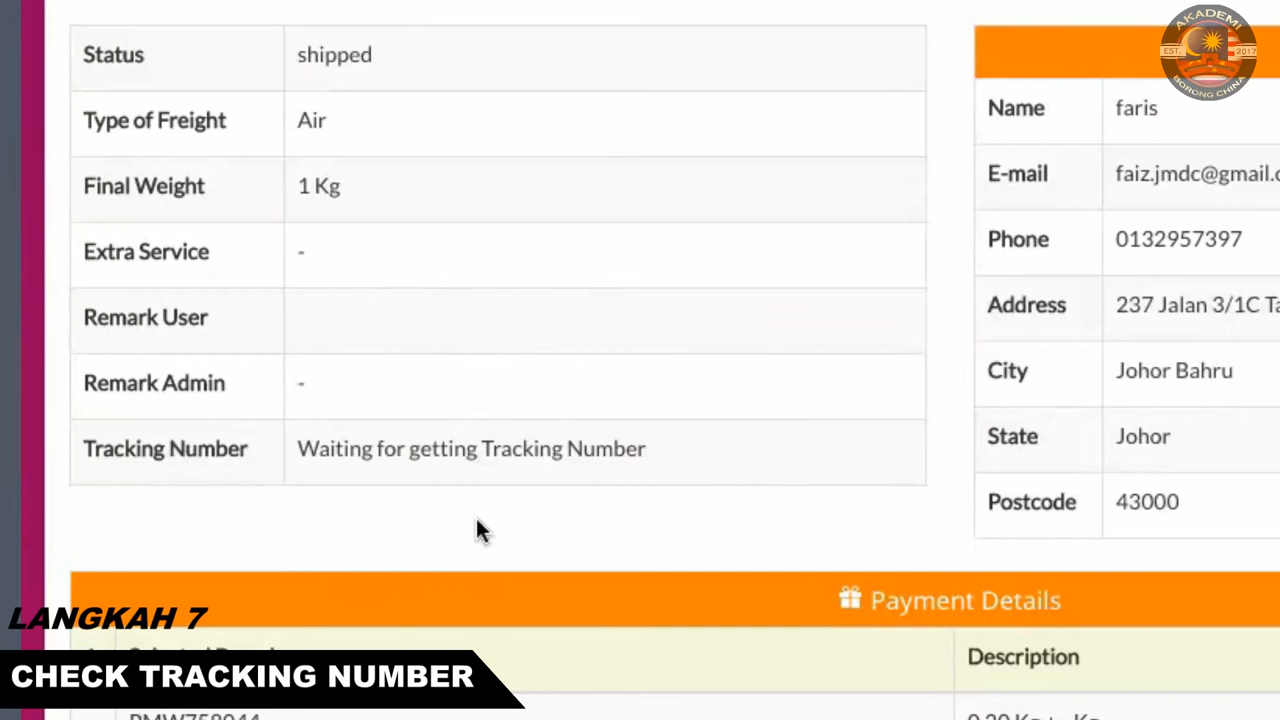 AKADEMI
EST. 2017
BORONG CHINA
Status shipped
Type of Freight Air
Final Weight 1 Kg
Extra Service -
Remark User
Remark Admin -
Tracking Number Waiting for getting Tracking Number
Name faris
E-mail faiz.jmdc@gmail.c
Phone 0132957397
Address 237 Jalan 3/1C Ta
City Johor Bahru
State Johor
Postcode 43000
Payment Details
Description
LANGKAH 7
CHECK TRACKING NUMBER